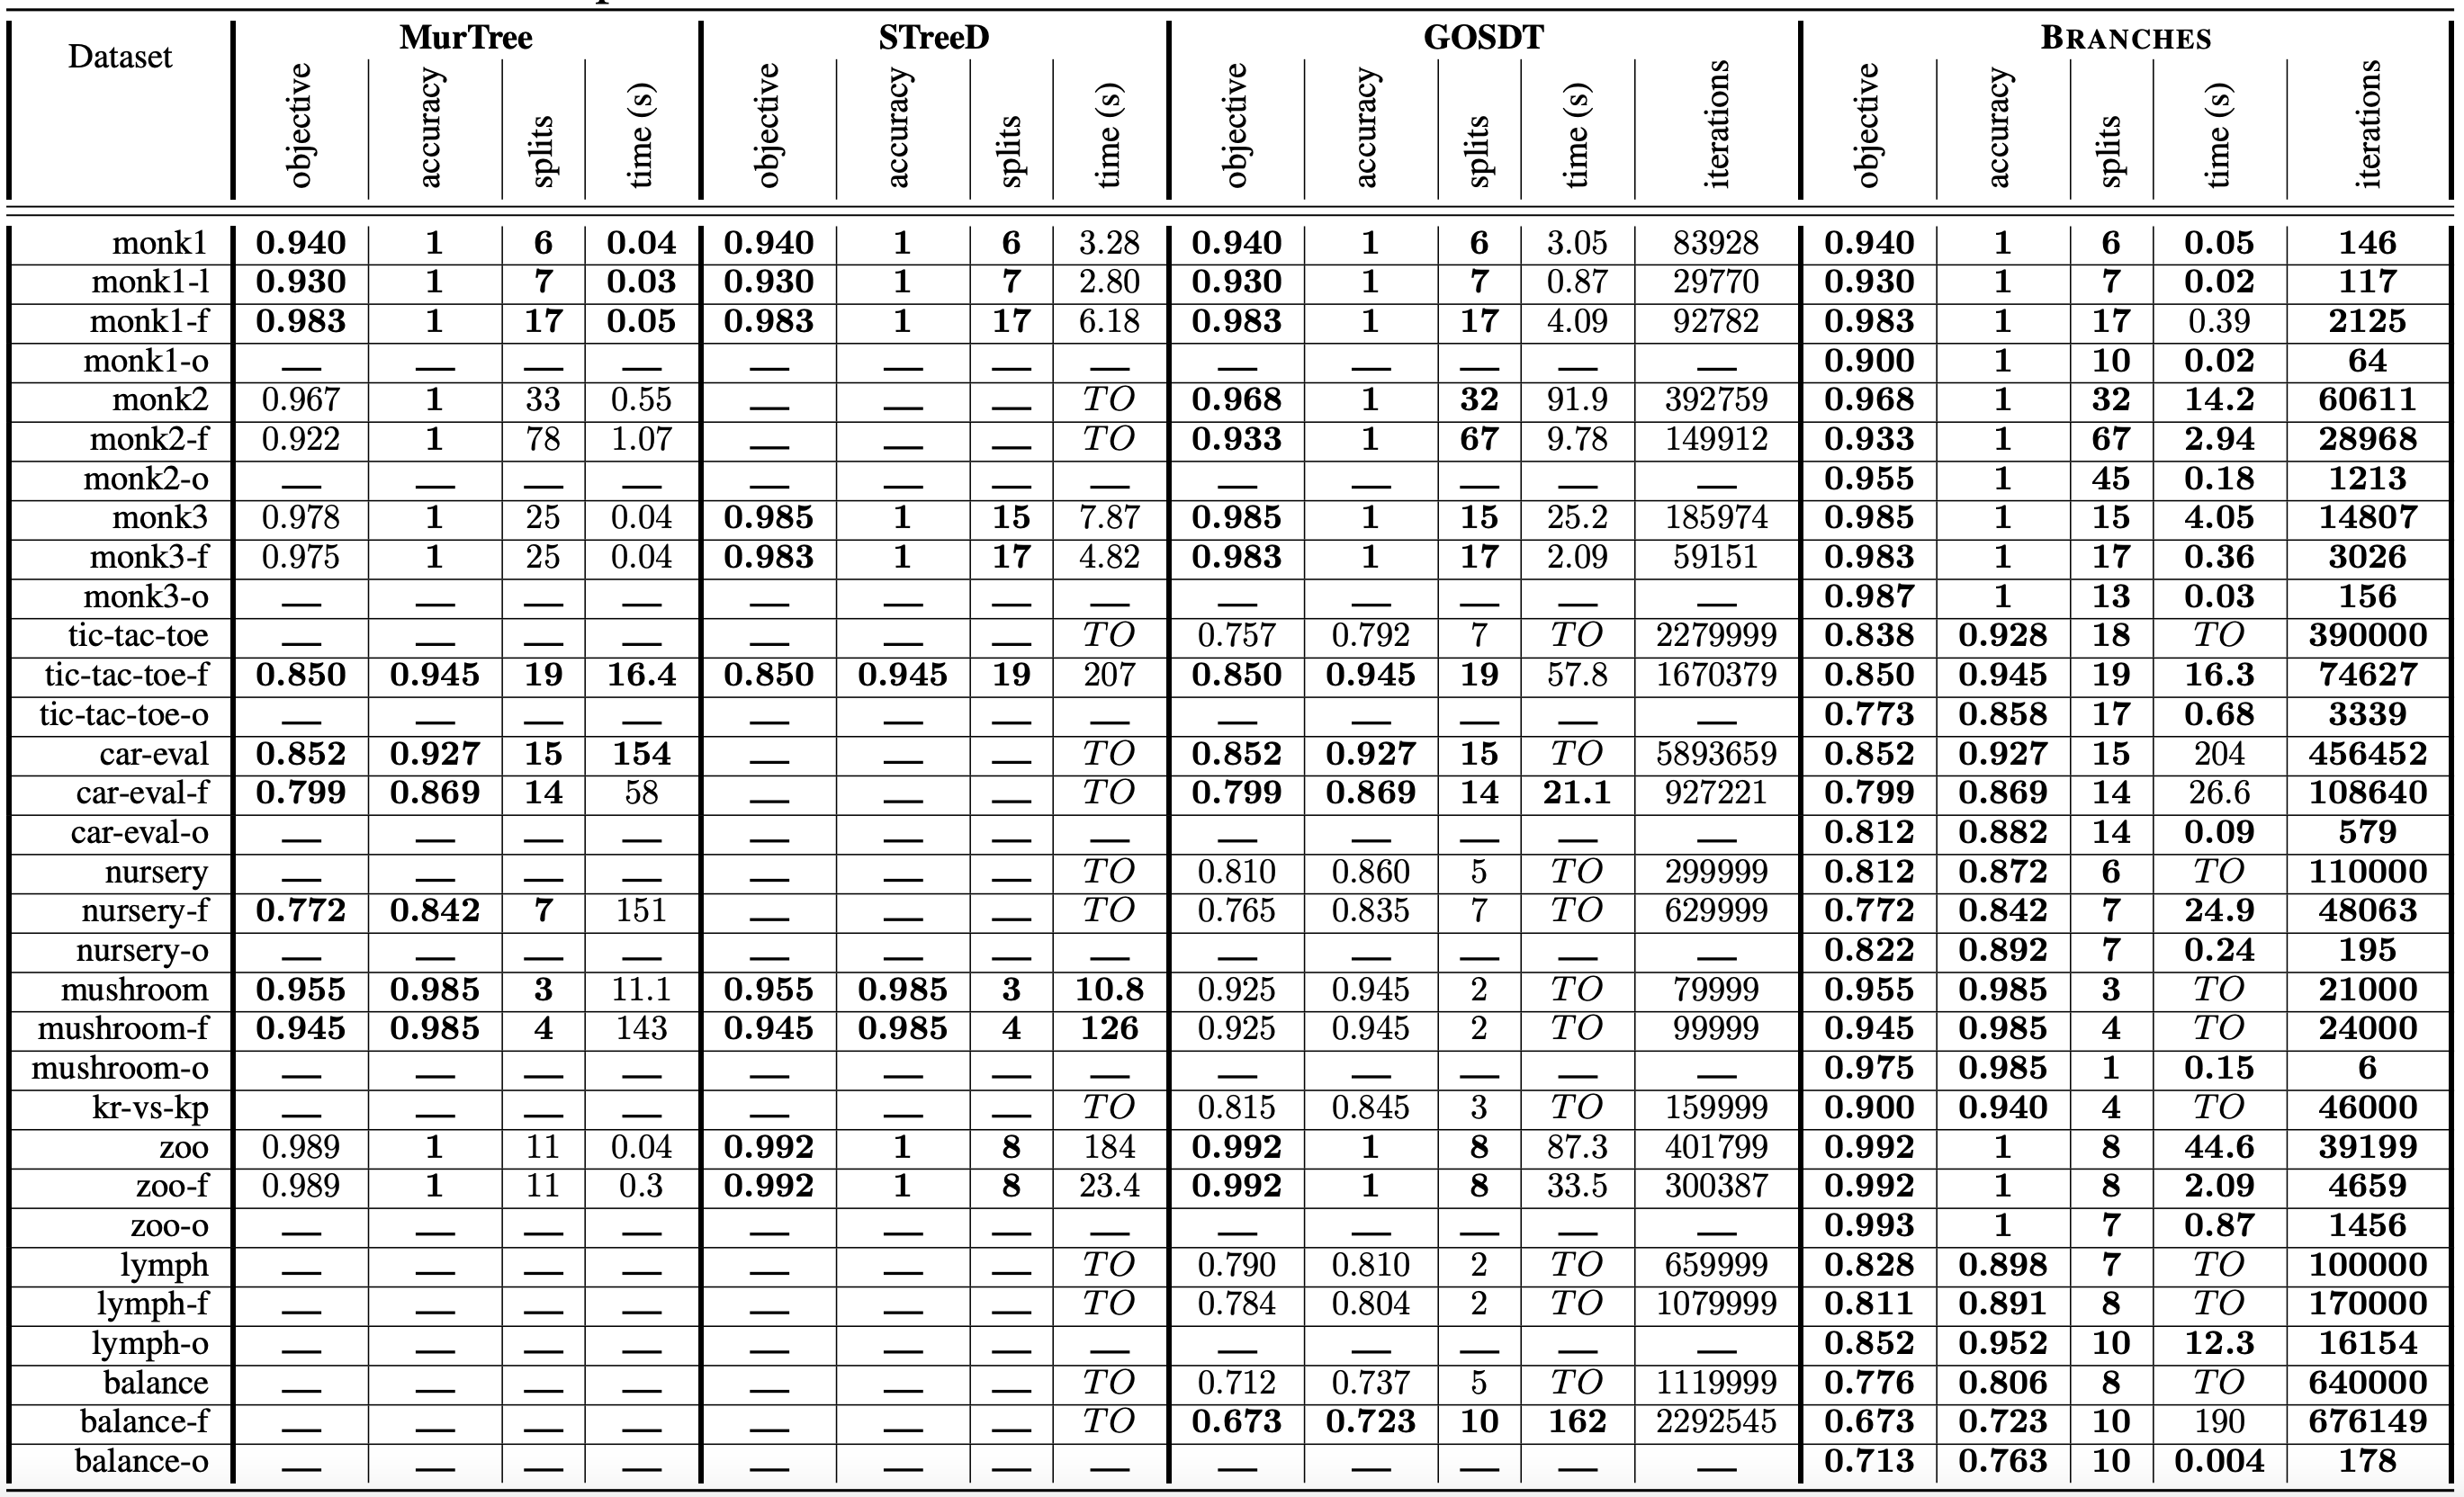 Dataset MurTree STreeD GOSDT BRANCHES
objective accuracy splits time (s) objective accuracy splits time (s) objective accuracy splits time (s) iterations objective accuracy splits time (s) iterations
monk1 0.940 1 6 0.04 0.940 1 6 3.28 0.940 1 6 3.05 83928 0.940 1 6 0.05 146
monk1-l 0.930 1 7 0.03 0.930 1 7 2.80 0.930 1 7 0.87 29770 0.930 1 7 0.02 117
monk1-f 0.983 1 17 0.05 0.983 1 17 6.18 0.983 1 17 4.09 92782 0.983 1 17 0.39 2125
monk1-o — — — — — — — — — — — — — 0.900 1 10 0.02 64
monk2 0.967 1 33 0.55 — — — TO 0.968 1 32 91.9 392759 0.968 1 32 14.2 60611
monk2-f 0.922 1 78 1.07 — — — TO 0.933 1 67 9.78 149912 0.933 1 67 2.94 28968
monk2-o — — — — — — — — — — — — — 0.955 1 45 0.18 1213
monk3 0.978 1 25 0.04 0.985 1 15 7.87 0.985 1 15 25.2 185974 0.985 1 15 4.05 14807
monk3-f 0.975 1 25 0.04 0.983 1 17 4.82 0.983 1 17 2.09 59151 0.983 1 17 0.36 3026
monk3-o — — — — — — — — — — — — — 0.987 1 13 0.03 156
tic-tac-toe — — — — — — — TO 0.757 0.792 7 TO 2279999 0.838 0.928 18 TO 390000
tic-tac-toe-f 0.850 0.945 19 16.4 0.850 0.945 19 207 0.850 0.945 19 57.8 1670379 0.850 0.945 19 16.3 74627
tic-tac-toe-o — — — — — — — — — — — — — 0.773 0.858 17 0.68 3339
car-eval 0.852 0.927 15 154 — — — TO 0.852 0.927 15 TO 5893659 0.852 0.927 15 204 456452
car-eval-f 0.799 0.869 14 58 — — — TO 0.799 0.869 14 21.1 927221 0.799 0.869 14 26.6 108640
car-eval-o — — — — — — — — — — — — — 0.812 0.882 14 0.09 579
nursery — — — — — — — TO 0.810 0.860 5 TO 299999 0.812 0.872 6 TO 110000
nursery-f 0.772 0.842 7 151 — — — TO 0.765 0.835 7 TO 629999 0.772 0.842 7 24.9 48063
nursery-o — — — — — — — — — — — — — 0.822 0.892 7 0.24 195
mushroom 0.955 0.985 3 11.1 0.955 0.985 3 10.8 0.925 0.945 2 TO 79999 0.955 0.985 3 TO 21000
mushroom-f 0.945 0.985 4 143 0.945 0.985 4 126 0.925 0.945 2 TO 99999 0.945 0.985 4 TO 24000
mushroom-o — — — — — — — — — — — — — 0.975 0.985 1 0.15 6
kr-vs-kp — — — — — — — TO 0.815 0.845 3 TO 159999 0.900 0.940 4 TO 46000
zoo 0.989 1 11 0.04 0.992 1 8 184 0.992 1 8 87.3 401799 0.992 1 8 44.6 39199
zoo-f 0.989 1 11 0.3 0.992 1 8 23.4 0.992 1 8 33.5 300387 0.992 1 8 2.09 4659
zoo-o — — — — — — — — — — — — — 0.993 1 7 0.87 1456
lymph — — — — — — — TO 0.790 0.810 2 TO 659999 0.828 0.898 7 TO 100000
lymph-f — — — — — — — TO 0.784 0.804 2 TO 1079999 0.811 0.891 8 TO 170000
lymph-o — — — — — — — — — — — — — 0.852 0.952 10 12.3 16154
balance — — — — — — — TO 0.712 0.737 5 TO 1119999 0.776 0.806 8 TO 640000
balance-f — — — — — — — TO 0.673 0.723 10 162 2292545 0.673 0.723 10 190 676149
balance-o — — — — — — — — — — — — — 0.713 0.763 10 0.004 178